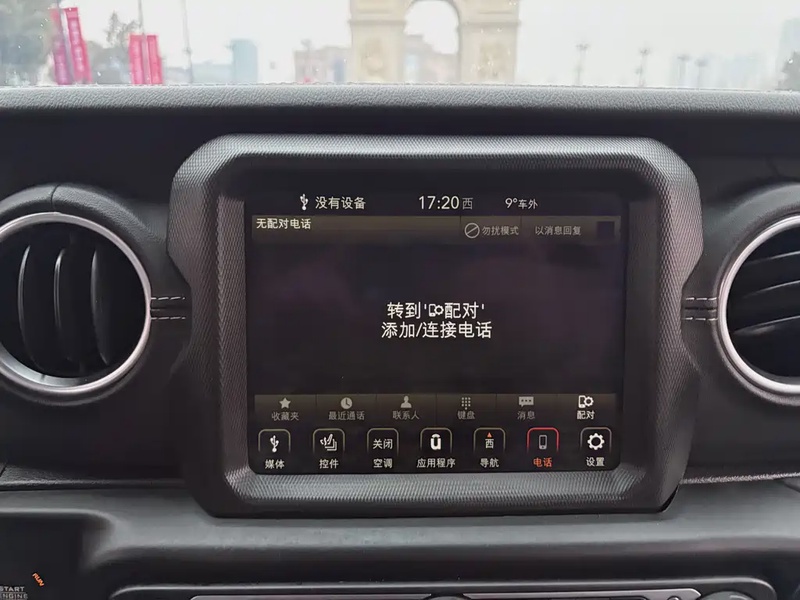 没有设备 17:20 西 9°车外
无配对电话 勿扰模式 以消息回复
转到'配对'
添加/连接电话
收藏夹 最近通话 联系人 键盘 消息 配对
关闭 西
媒体 控件 空调 应用程序 导航 电话 设置
RUN
START
ENGINE